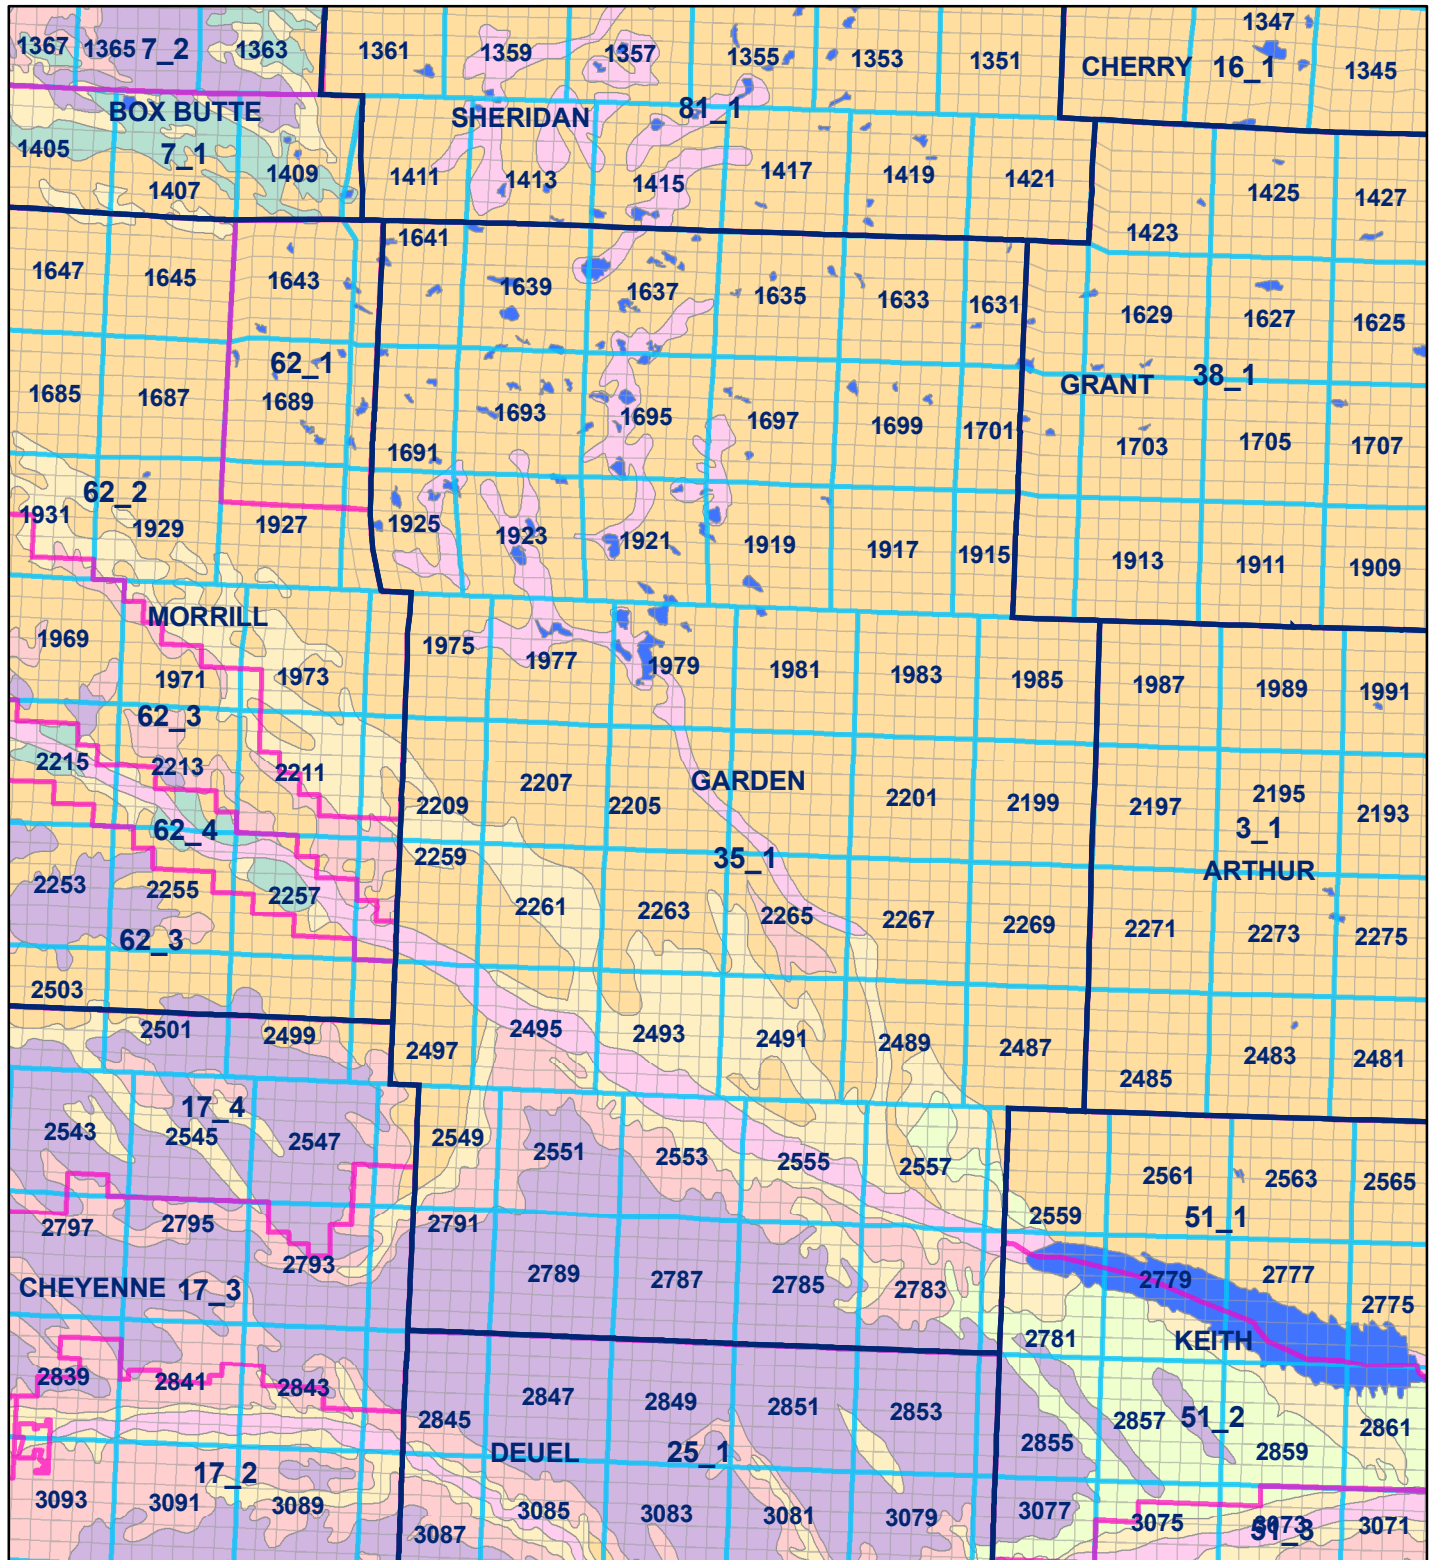 1367 1365 7_2 1363 1361 1359 1357 1355 1353 1351 CHERRY 16_1 1347 1345
BOX BUTTE SHERIDAN 81_1
1405 7_1 1407 1409 1411 1413 1415 1417 1419 1421 1423 1425 1427
1647 1645 1643 1641 1639 1637 1635 1633 1631 1629 1627 1625
62_1 GRANT 38_1
1685 1687 1689 1691 1693 1695 1697 1699 1701 1703 1705 1707
62_2
1931 1929 1927 1925 1923 1921 1919 1917 1915 1913 1911 1909
MORRILL
1969 1971 1973 1975 1977 1979 1981 1983 1985 1987 1989 1991
62_3
2215 2213 2211 2209 2207 2205 GARDEN 2201 2199 2197 2195 2193
62_4 35_1 3_1
ARTHUR
2253 2255 2257 2259 2261 2263 2265 2267 2269 2271 2273 2275
62_3
2503 2501 2499 2497 2495 2493 2491 2489 2487 2485 2483 2481
17_4
2543 2545 2547 2549 2551 2553 2555 2557 2559 2561 2563 2565
51_1
2797 2795 2793 2791 2789 2787 2785 2783 2781 2779 2777 2775
CHEYENNE 17_3 KEITH
2839 2841 2843 2845 2847 2849 2851 2853 2855 2857 51_2 2859 2861
DEUEL 25_1
17_2
3093 3091 3089 3087 3085 3083 3081 3079 3077 3075 3073 3071
51_3